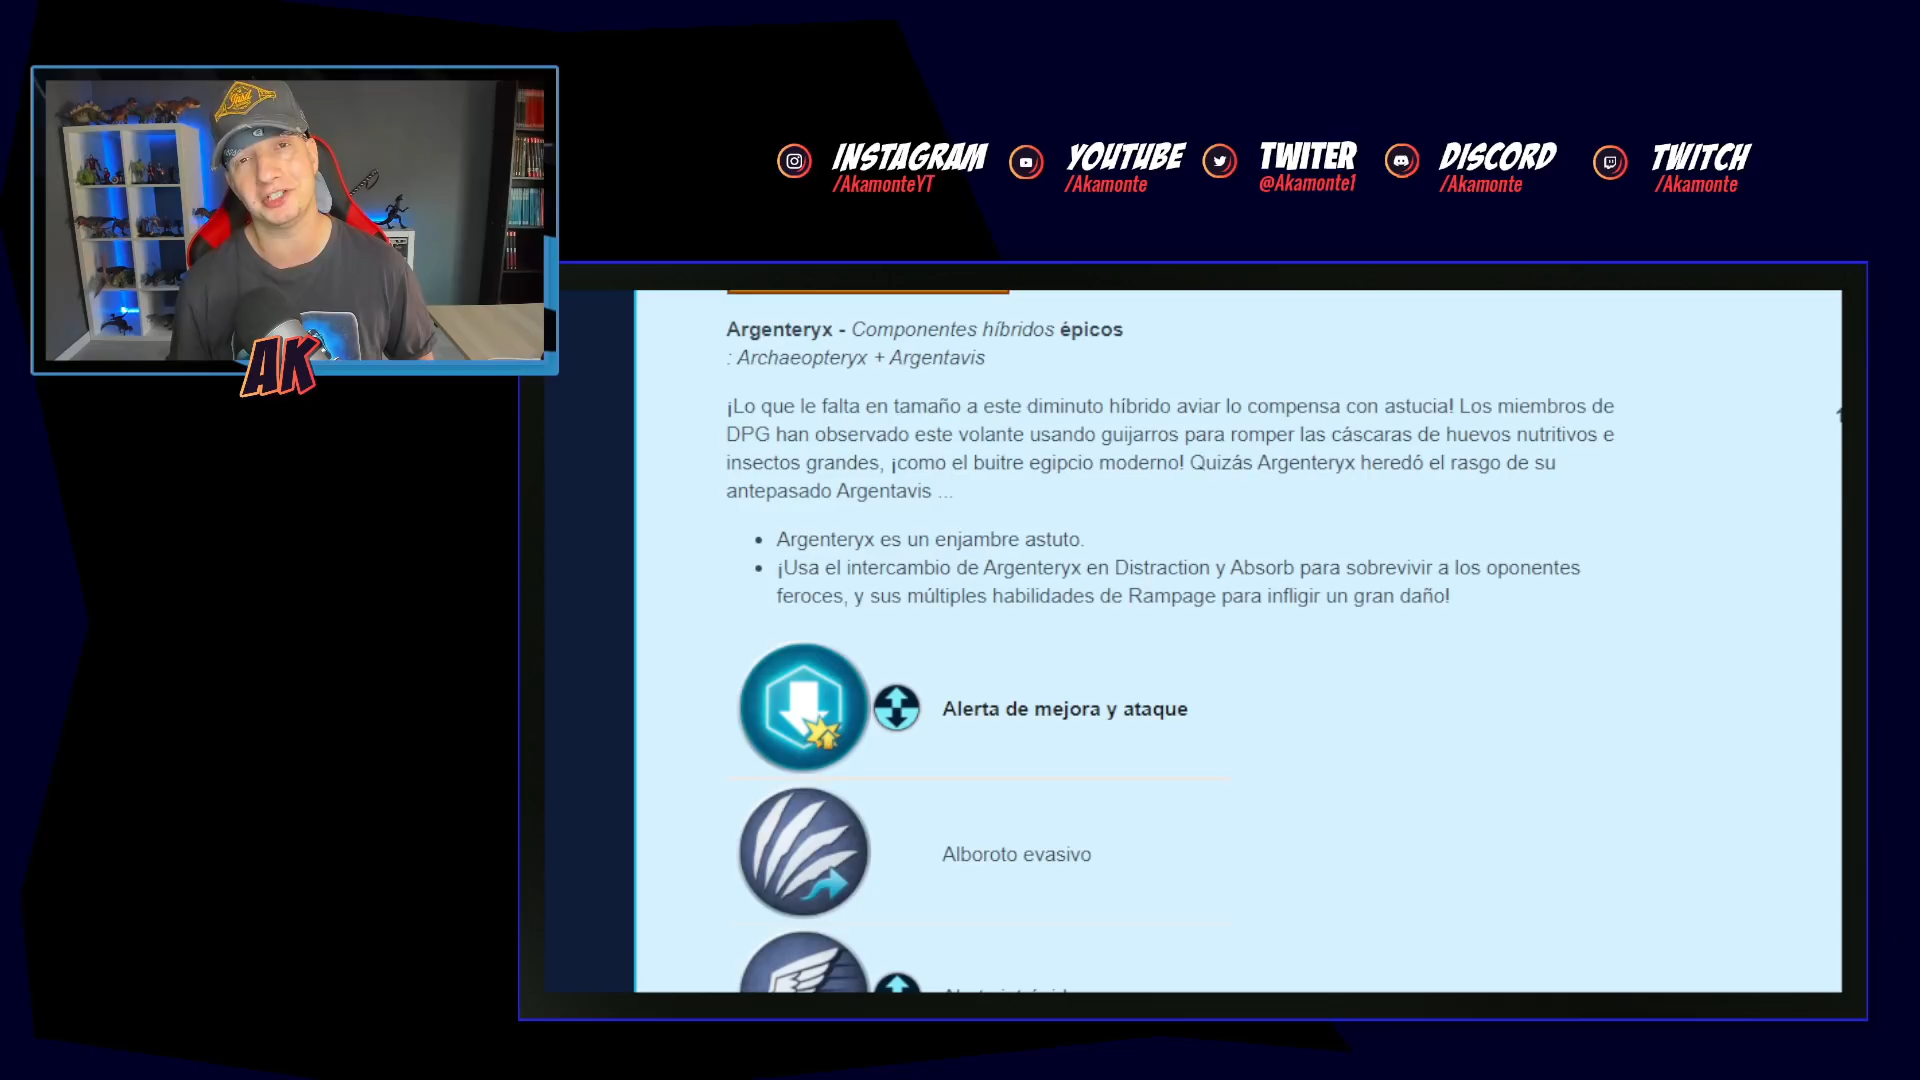 INSTAGRAM
/AkamonteYT
YOUTUBE
/Akamonte
TWITER
@Akamonte1
DISCORD
/Akamonte
TWITCH
/Akamonte
AK
Argenteryx - Componentes híbridos épicos
: Archaeopteryx + Argentavis
¡Lo que le falta en tamaño a este diminuto híbrido aviar lo compensa con astucia! Los miembros de
DPG han observado este volante usando guijarros para romper las cáscaras de huevos nutritivos e
insectos grandes, ¡como el buitre egipcio moderno! Quizás Argenteryx heredó el rasgo de su
antepasado Argentavis ...
• Argenteryx es un enjambre astuto.
• ¡Usa el intercambio de Argenteryx en Distraction y Absorb para sobrevivir a los oponentes
feroces, y sus múltiples habilidades de Rampage para infligir un gran daño!
Alerta de mejora y ataque
Alboroto evasivo